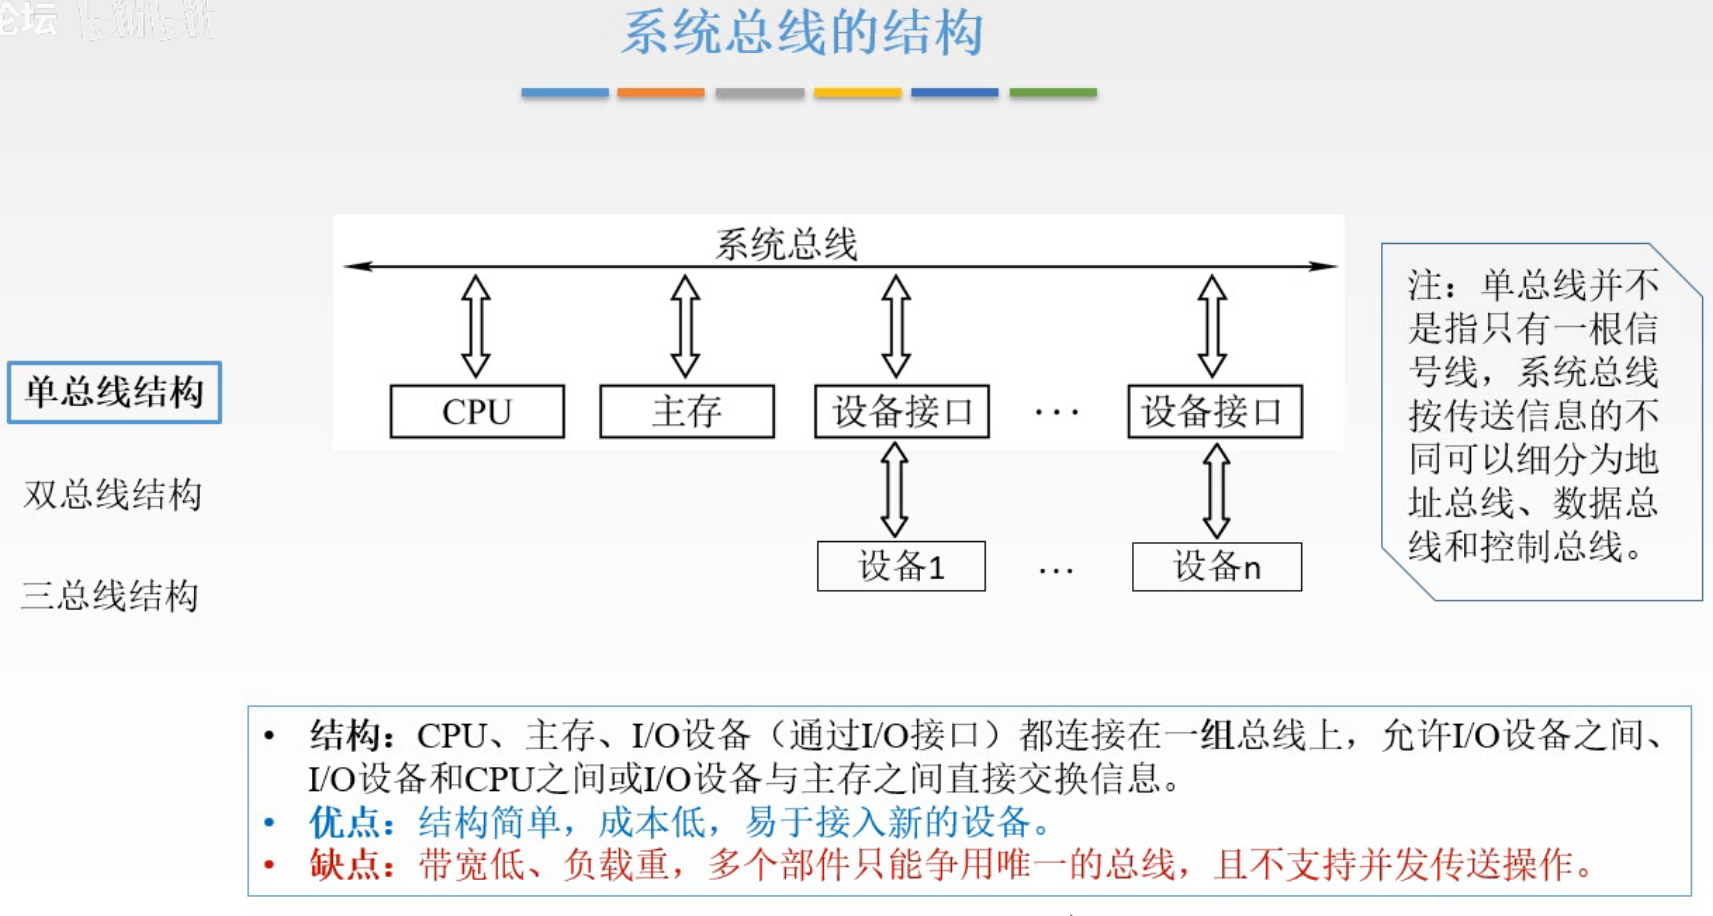 论坛 bilibili
系统总线的结构
系统总线
CPU
主存
设备接口
...
设备接口
设备1
...
设备n
单总线结构
双总线结构
三总线结构
注：单总线并不
是指只有一根信
号线，系统总线
按传送信息的不
同可以细分为地
址总线、数据总
线和控制总线。
• 结构：CPU、主存、I/O设备（通过I/O接口）都连接在一组总线上，允许I/O设备之间、
I/O设备和CPU之间或I/O设备与主存之间直接交换信息。
• 优点：结构简单，成本低，易于接入新的设备。
• 缺点：带宽低、负载重，多个部件只能争用唯一的总线，且不支持并发传送操作。